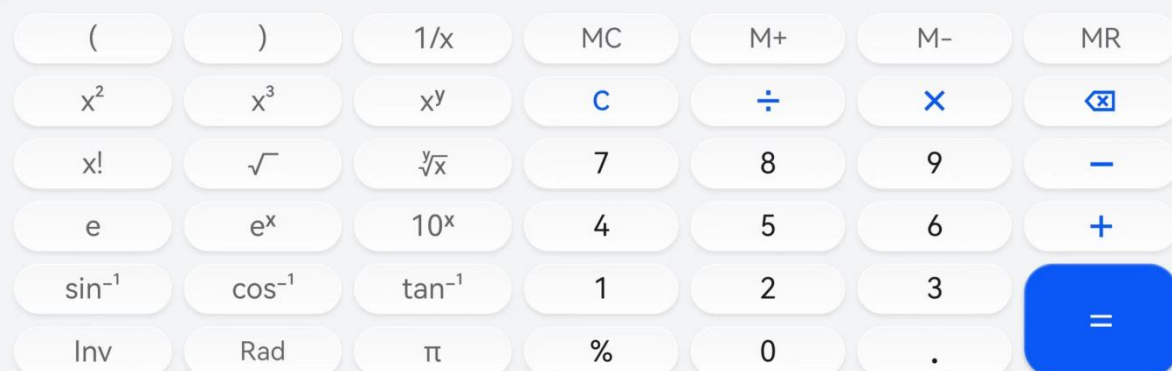 ( ) 1/x MC M+ M- MR
x² x³ xʸ C ÷ ×
x! √ ʸ√x 7 8 9 −
e eˣ 10ˣ 4 5 6 +
sin⁻¹ cos⁻¹ tan⁻¹ 1 2 3
Inv Rad π % 0 . =